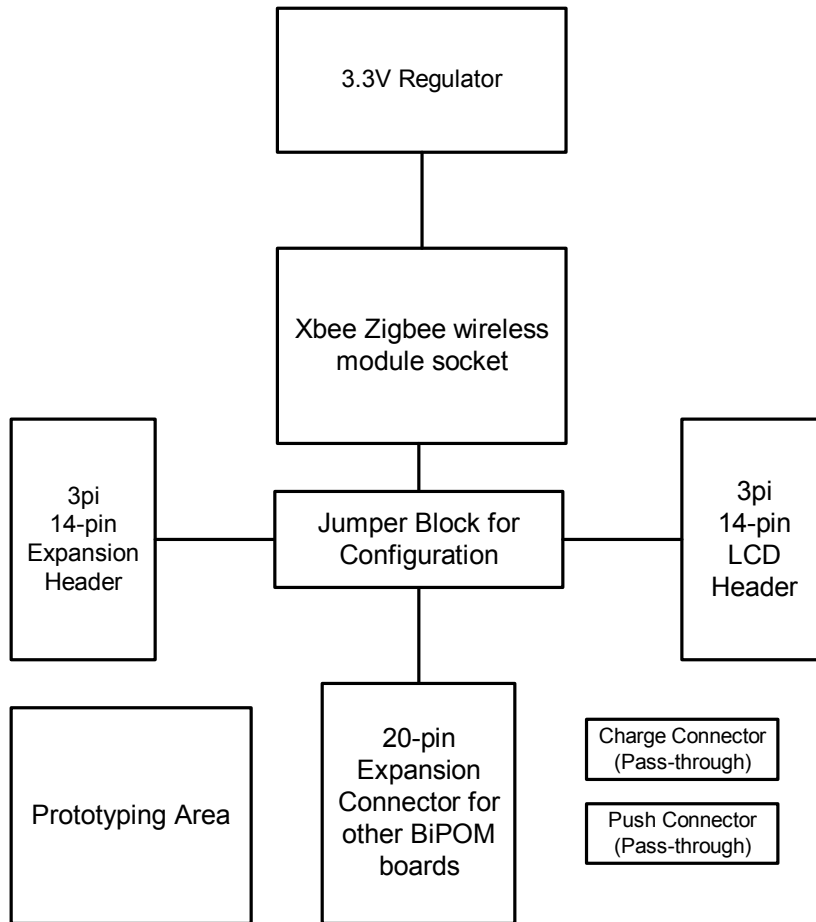 3.3V Regulator
Xbee Zigbee wireless
module socket
3pi
14-pin
Expansion
Header
Jumper Block for
Configuration
3pi
14-pin
LCD
Header
Prototyping Area
20-pin
Expansion
Connector for
other BiPOM
boards
Charge Connector
(Pass-through)
Push Connector
(Pass-through)